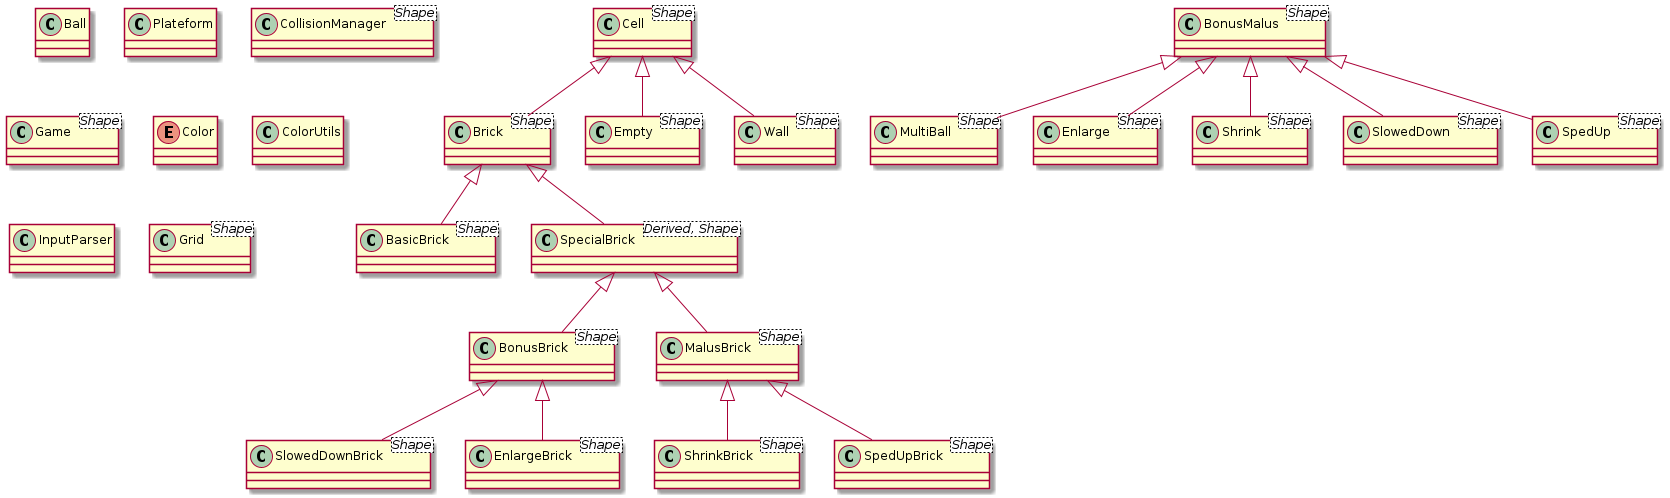 C Ball
C Plateform
C CollisionManager Shape
C Cell Shape
C BonusMalus Shape
C Game Shape
E Color
C ColorUtils
C Brick Shape
C Empty Shape
C Wall Shape
C MultiBall Shape
C Enlarge Shape
C Shrink Shape
C SlowedDown Shape
C SpedUp Shape
C InputParser
C Grid Shape
C BasicBrick Shape
C SpecialBrick Derived, Shape
C BonusBrick Shape
C MalusBrick Shape
C SlowedDownBrick Shape
C EnlargeBrick Shape
C ShrinkBrick Shape
C SpedUpBrick Shape